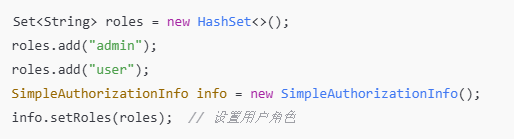 Set<String> roles = new HashSet<>();
roles.add("admin");
roles.add("user");
SimpleAuthorizationInfo info = new SimpleAuthorizationInfo();
info.setRoles(roles);  // 设置用户角色